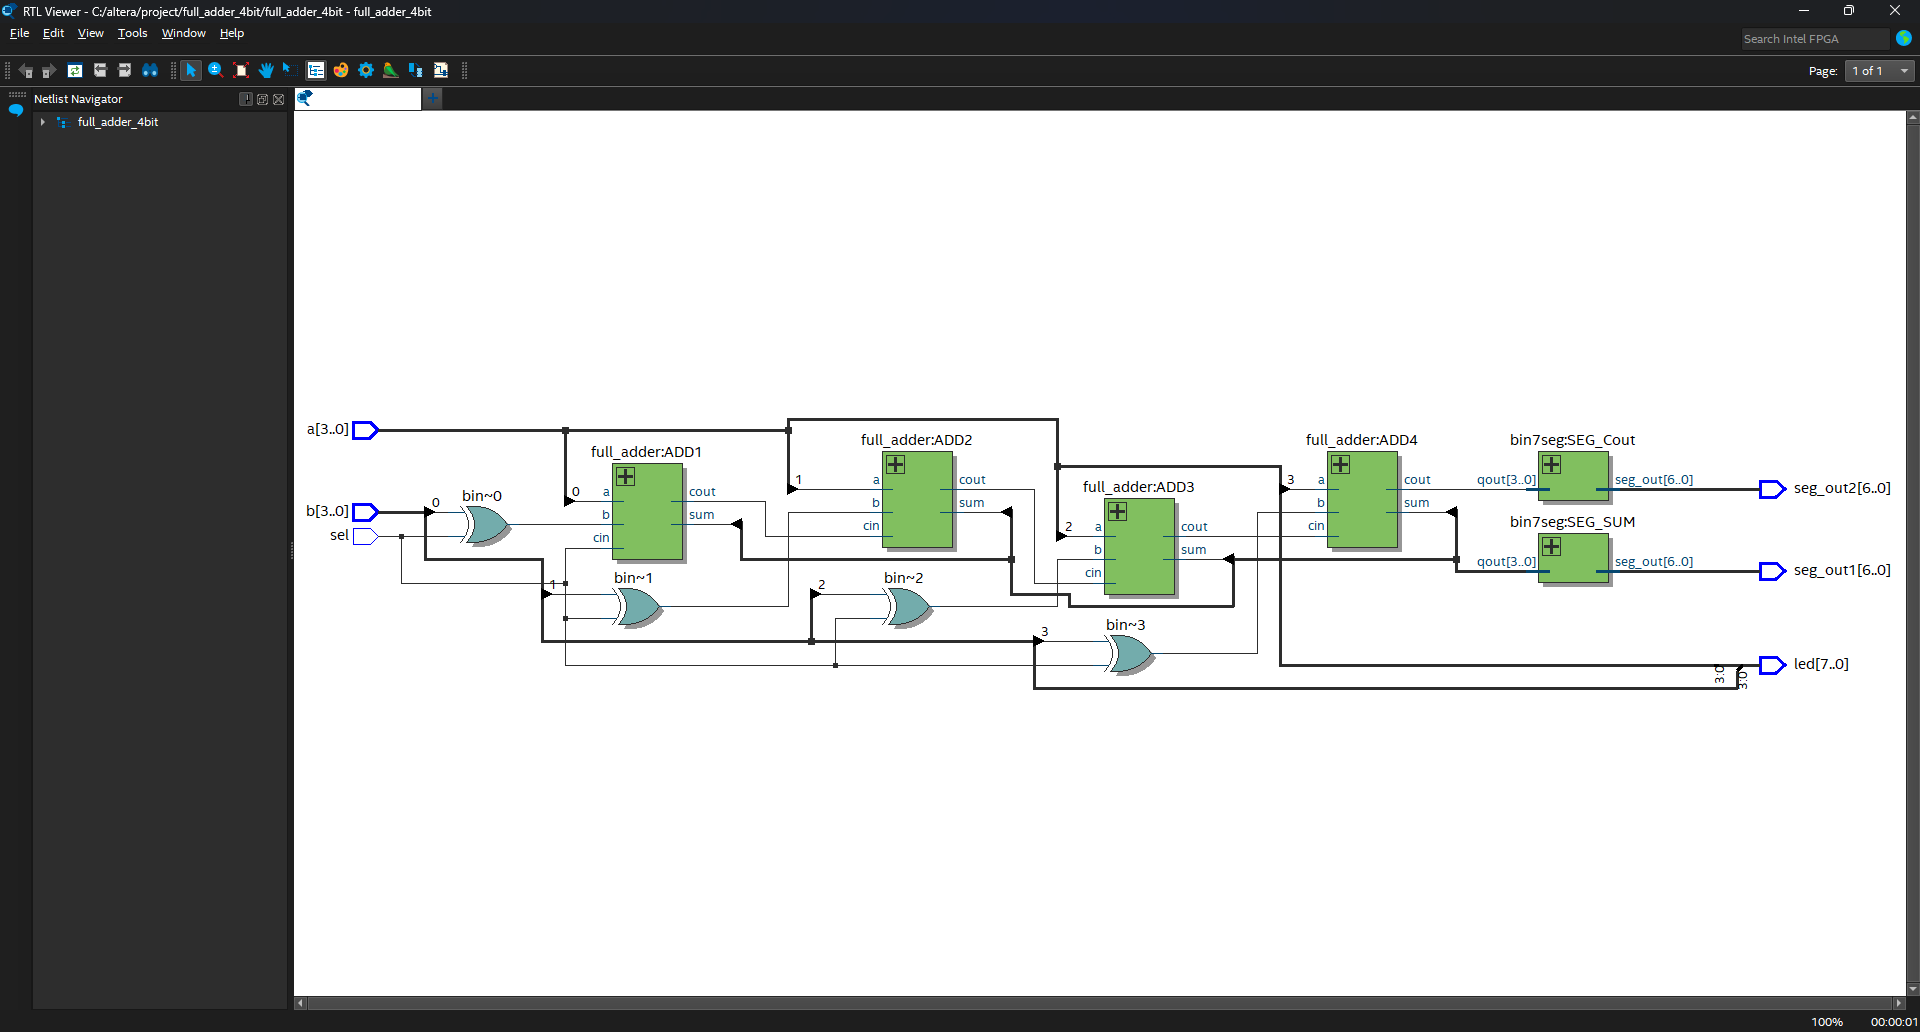 RTL Viewer - C:/altera/project/full_adder_4bit/full_adder_4bit - full_adder_4bit
File Edit View Tools Window Help
Search Intel FPGA
Page: 1 of 1
Netlist Navigator
full_adder_4bit
a[3..0]
b[3..0]
sel
0
bin~0
full_adder:ADD1
0
a
b
cin
cout
sum
1
bin~1
full_adder:ADD2
1
a
b
cin
cout
sum
2
bin~2
full_adder:ADD3
2
a
b
cin
cout
sum
3
bin~3
full_adder:ADD4
3
a
b
cin
cout
sum
bin7seg:SEG_Cout
qout[3..0]
seg_out[6..0]
seg_out2[6..0]
bin7seg:SEG_SUM
qout[3..0]
seg_out[6..0]
seg_out1[6..0]
3:0
3:0
led[7..0]
100% 00:00:01